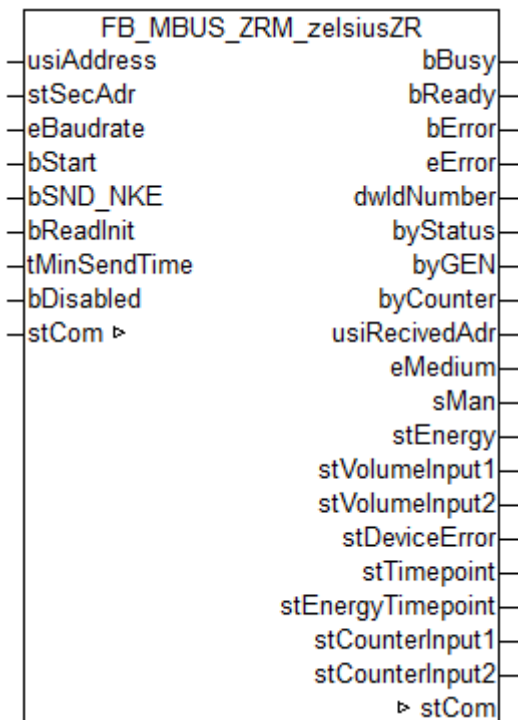 FB_MBUS_ZRM_zelsiusZR
usiAddress bBusy
stSecAdr bReady
eBaudrate bError
bStart eError
bSND_NKE dwIdNumber
bReadInit byStatus
tMinSendTime byGEN
bDisabled byCounter
stCom ▹ usiRecivedAdr
eMedium
sMan
stEnergy
stVolumeInput1
stVolumeInput2
stDeviceError
stTimepoint
stEnergyTimepoint
stCounterInput1
stCounterInput2
▹ stCom